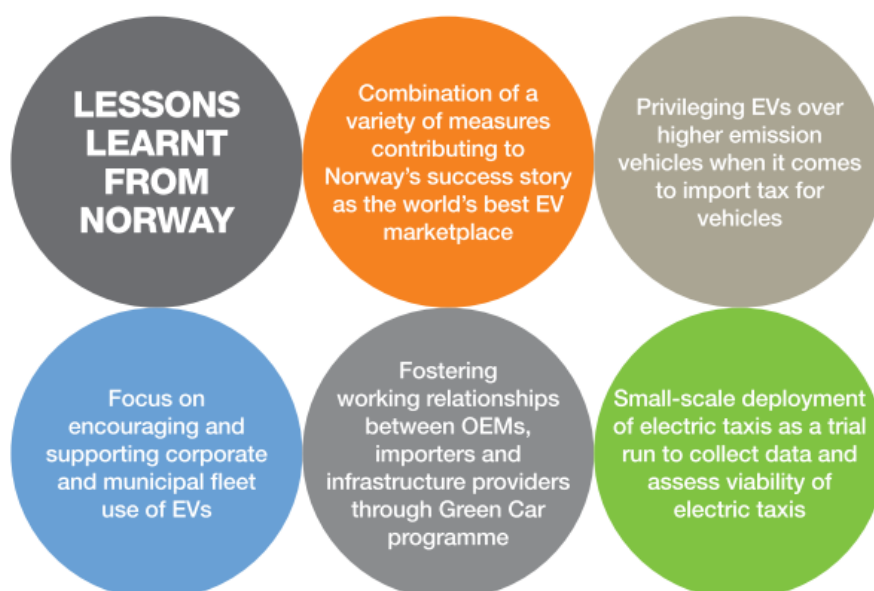 LESSONS
LEARNT
FROM
NORWAY
Combination of a
variety of measures
contributing to
Norway's success story
as the world's best EV
marketplace
Privileging EVs over
higher emission
vehicles when it comes
to import tax for
vehicles
Focus on
encouraging and
supporting corporate
and municipal fleet
use of EVs
Fostering
working relationships
between OEMs,
importers and
infrastructure providers
through Green Car
programme
Small-scale deployment
of electric taxis as a trial
run to collect data and
assess viability of
electric taxis